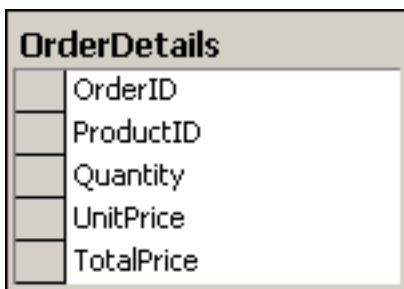 OrderDetails
OrderID
ProductID
Quantity
UnitPrice
TotalPrice